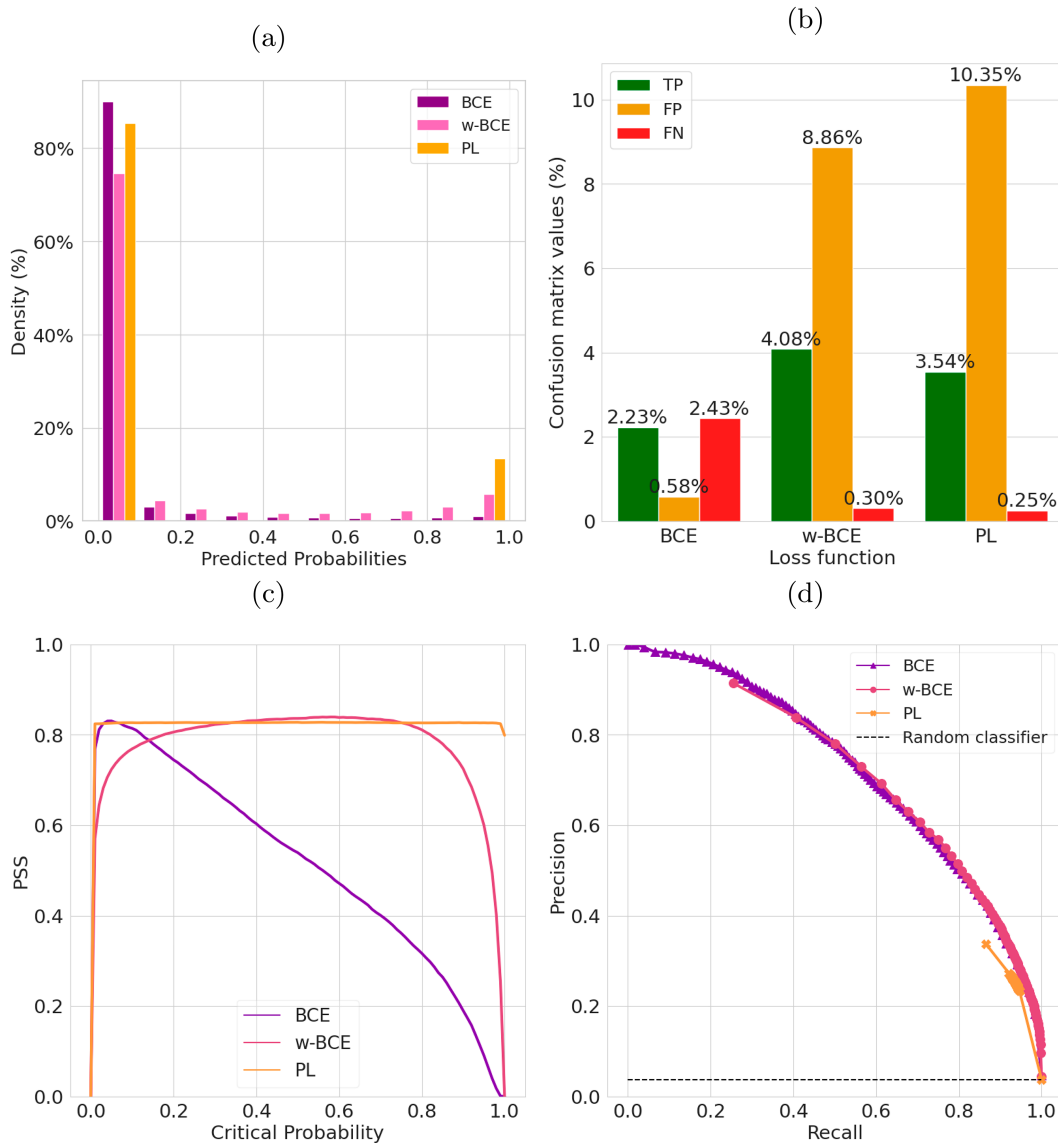 (a)
BCE
w-BCE
PL
80%
60%
40%
20%
0%
0.0 0.2 0.4 0.6 0.8 1.0
Density (%)
Predicted Probabilities
(b)
TP
FP
FN
10
8
6
4
2
0
2.23%
0.58%
2.43%
4.08%
8.86%
0.30%
3.54%
10.35%
0.25%
BCE w-BCE PL
Confusion matrix values (%)
Loss function
(c)
1.0
0.8
0.6
0.4
0.2
0.0
0.0 0.2 0.4 0.6 0.8 1.0
PSS
Critical Probability
BCE
w-BCE
PL
(d)
BCE
w-BCE
PL
Random classifier
1.0
0.8
0.6
0.4
0.2
0.0
0.0 0.2 0.4 0.6 0.8 1.0
Precision
Recall